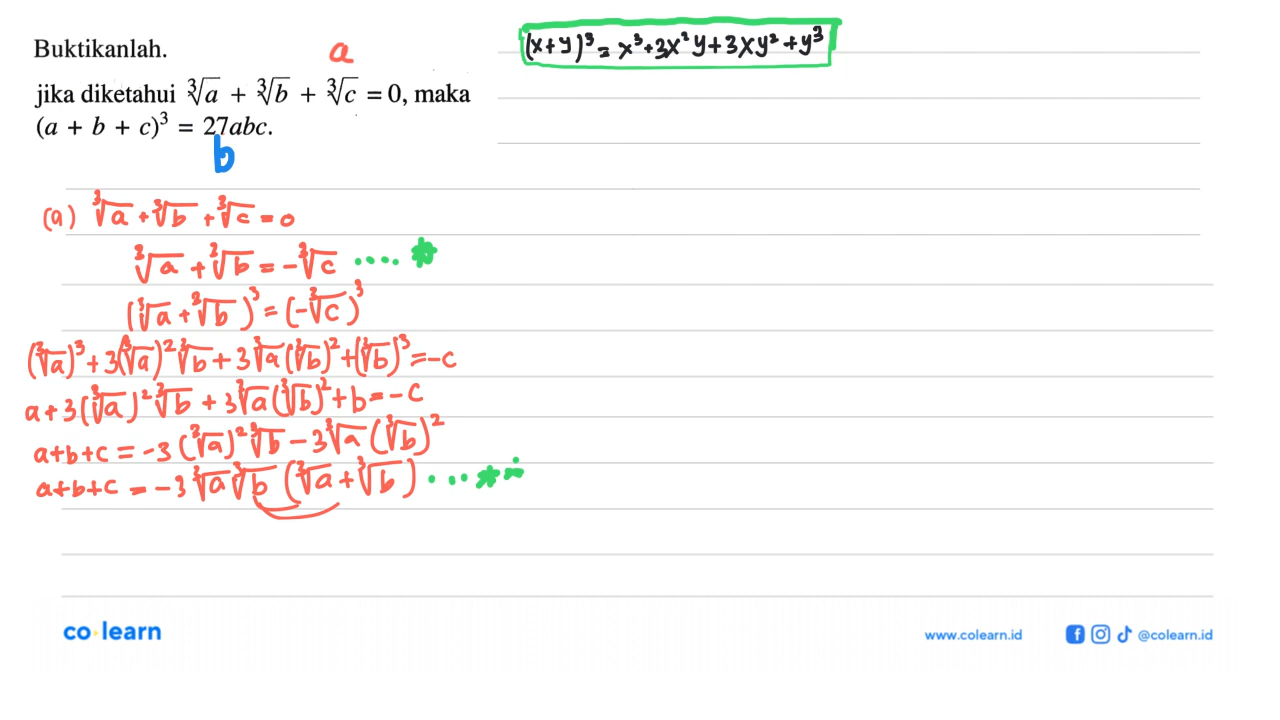 Buktikanlah.
a
(x+y)³ = x³+3x²y+3xy²+y³
jika diketahui ∛a + ∛b + ∛c = 0, maka
(a + b + c)³ = 27abc.
b
(a) ∛a + ∛b + ∛c = 0
∛a + ∛b = -∛c .... *
(∛a + ∛b)³ = (-∛c)³
(∛a)³ + 3(∛a)²∛b + 3∛a(∛b)² + (∛b)³ = -c
a + 3(∛a)²∛b + 3∛a(∛b)² + b = -c
a+b+c = -3(∛a)²∛b - 3∛a(∛b)²
a+b+c = -3∛a∛b (∛a + ∛b) ... **
co·learn
www.colearn.id
@colearn.id